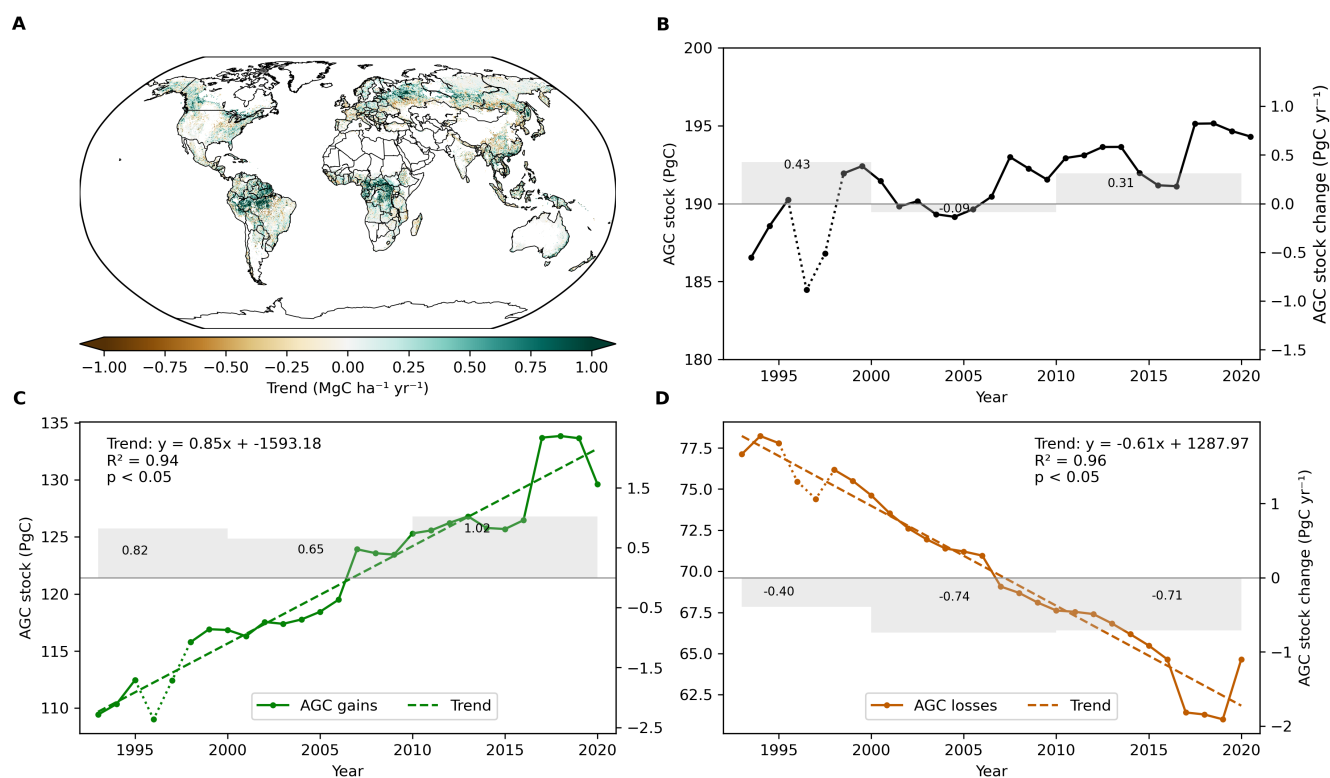 A
−1.00 −0.75 −0.50 −0.25 0.00 0.25 0.50 0.75 1.00
Trend (MgC ha⁻¹ yr⁻¹)
B
200
195
190
185
180
AGC stock (PgC)
0.43
-0.09
0.31
1.0
0.5
0.0
−0.5
−1.0
−1.5
AGC stock change (PgC yr⁻¹)
1995 2000 2005 2010 2015 2020
Year
C
135
130
125
120
115
110
AGC stock (PgC)
Trend: y = 0.85x + -1593.18
R² = 0.94
p < 0.05
0.82
0.65
1.02
AGC gains
Trend
1.5
0.5
−0.5
−1.5
−2.5
1995 2000 2005 2010 2015 2020
Year
D
77.5
75.0
72.5
70.0
67.5
65.0
62.5
Trend: y = -0.61x + 1287.97
R² = 0.96
p < 0.05
-0.40
-0.74
-0.71
AGC losses
Trend
1
0
−1
−2
AGC stock change (PgC yr⁻¹)
1995 2000 2005 2010 2015 2020
Year